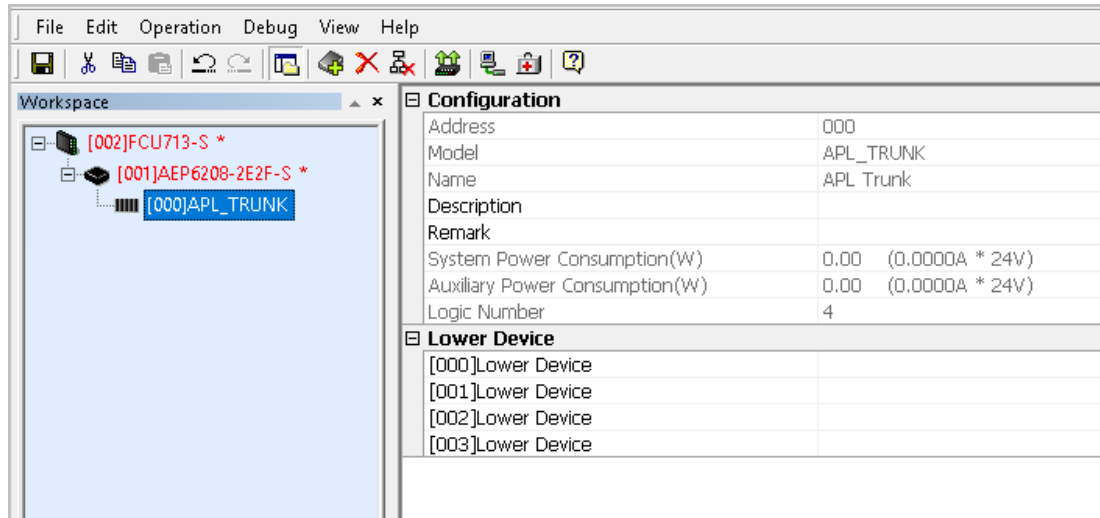 File Edit Operation Debug View Help
Workspace
[002]FCU713-S *
[001]AEP6208-2E2F-S *
[000]APL_TRUNK
Configuration
Address 000
Model APL_TRUNK
Name APL Trunk
Description
Remark
System Power Consumption(W) 0.00 (0.0000A * 24V)
Auxiliary Power Consumption(W) 0.00 (0.0000A * 24V)
Logic Number 4
Lower Device
[000]Lower Device
[001]Lower Device
[002]Lower Device
[003]Lower Device